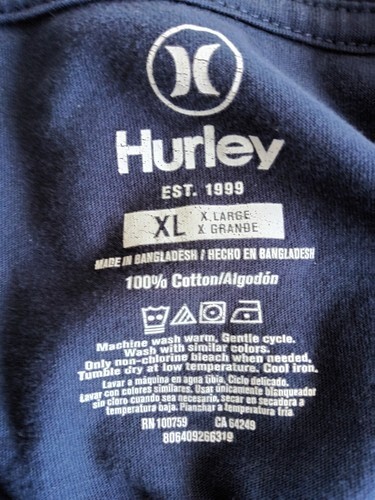 Hurley
EST. 1999
XL X.LARGE
X GRANDE
MADE IN BANGLADESH / HECHO EN BANGLADESH
100% Cotton/Algodón
Machine wash warm, Gentle cycle.
Wash with similar colors.
Only non-chlorine bleach when needed,
Tumble dry at low temperature. Cool iron.
Lavar a máquina en agua tibia, Ciclo delicado.
Lavar con colores similares. Usar únicamente blanqueador
sin cloro cuando sea necesario, secar en secadora a
temperatura baja. Planchar a temperatura fria
RN 100759 CA 64249
806409266319